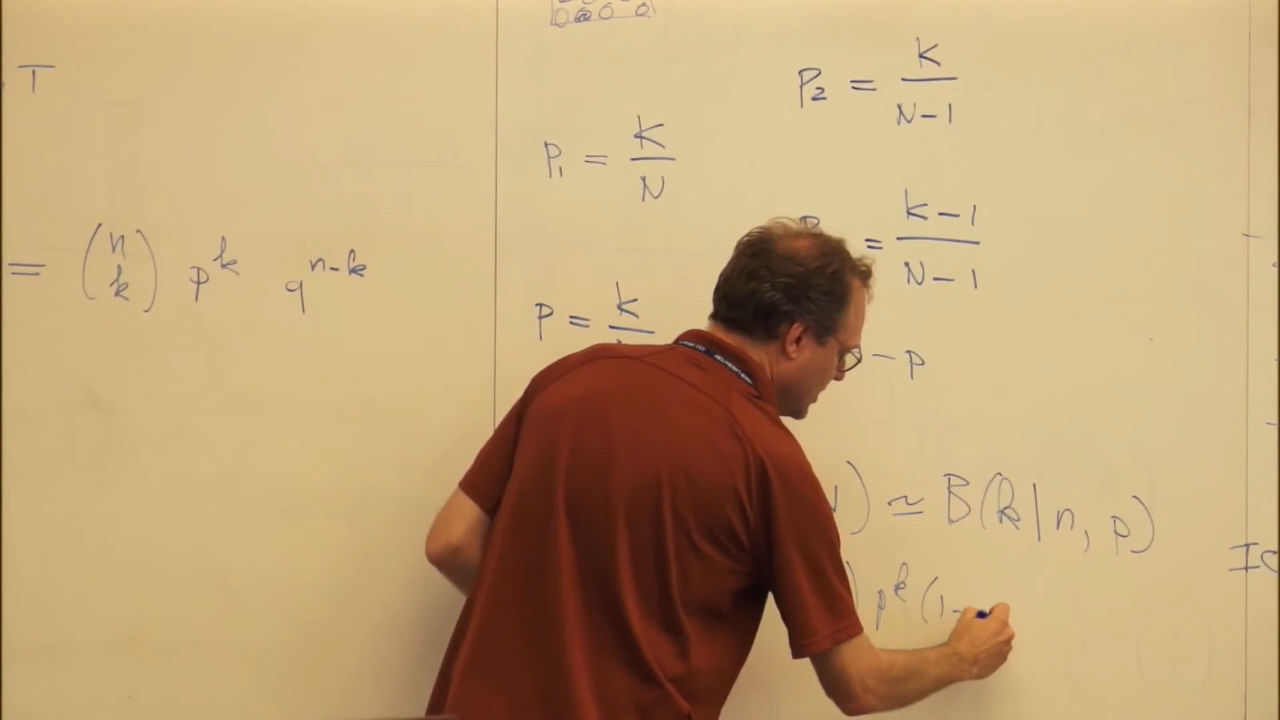 T
= (n k) p^k q^{n-k}
P₁ = K/N
P = K/
P₂ = K/(N-1)
= (K-1)/(N-1)
- p
) ≃ B(k|n, p)
) p^k (1-